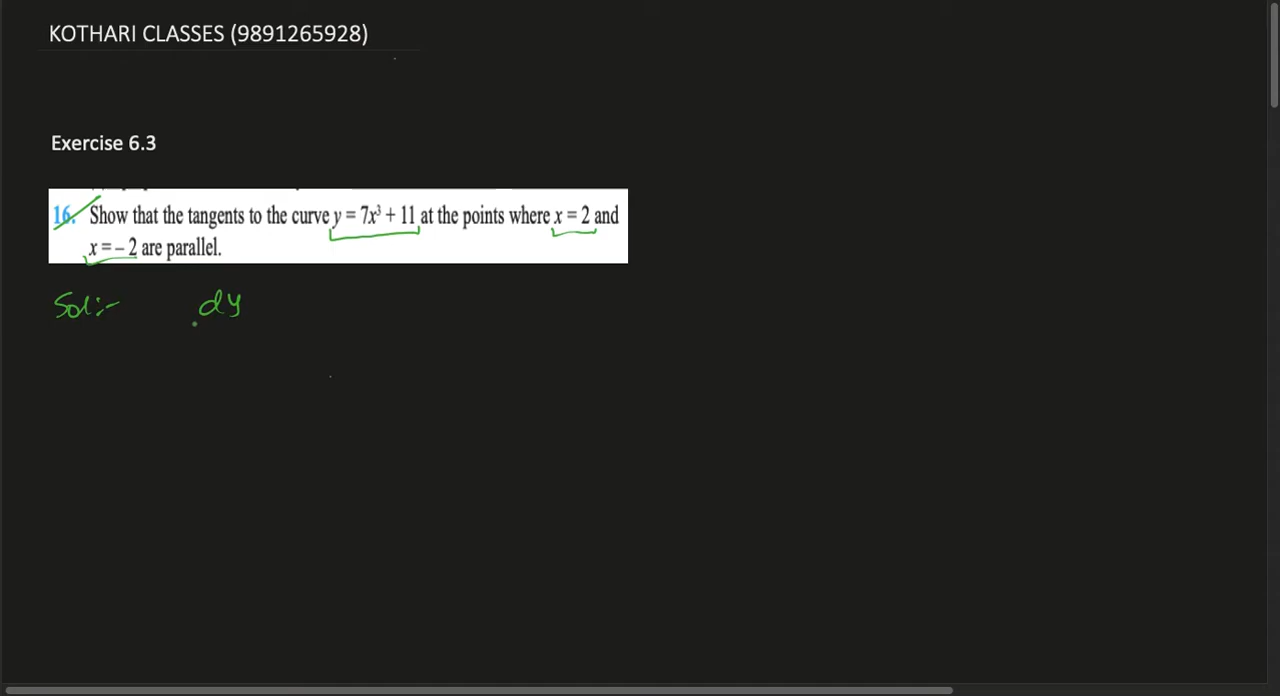 KOTHARI CLASSES (9891265928)
Exercise 6.3
16. Show that the tangents to the curve y = 7x³ + 11 at the points where x = 2 and
x = – 2 are parallel.
Sol:- dy